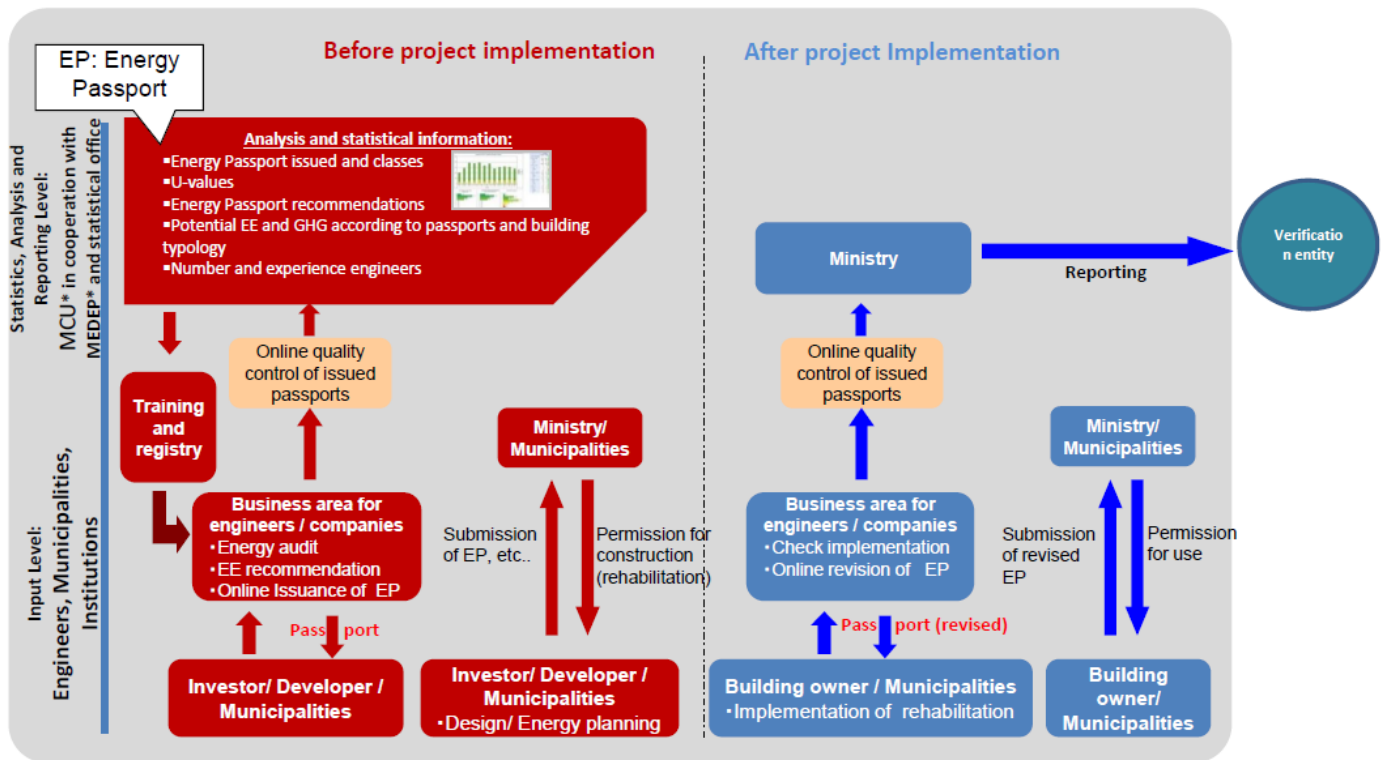 Before project implementation
After project Implementation
EP: Energy
Passport
Statistics, Analysis and
Reporting Level:
MCU* in cooperation with
MEDEP* and statistical office
Analysis and statistical information:
▪Energy Passport issued and classes
▪U-values
▪Energy Passport recommendations
▪Potential EE and GHG according to passports and building
typology
▪Number and experience engineers
Ministry
Reporting
Verificatio
n entity
Online quality
control of issued
passports
Online quality
control of issued
passports
Training
and
registry
Ministry/
Municipalities
Ministry/
Municipalities
Input Level:
Engineers, Municipalities,
Institutions
Business area for
engineers / companies
•Energy audit
•EE recommendation
•Online Issuance of EP
Submission
of EP, etc..
Permission for
construction
(rehabilitation)
Business area for
engineers / companies
•Check implementation
•Online revision of EP
Submission
of revised
EP
Permission
for use
Pass port
Pass port (revised)
Investor/ Developer /
Municipalities
Investor/ Developer /
Municipalities
•Design/ Energy planning
Building owner / Municipalities
•Implementation of rehabilitation
Building
owner/
Municipalities